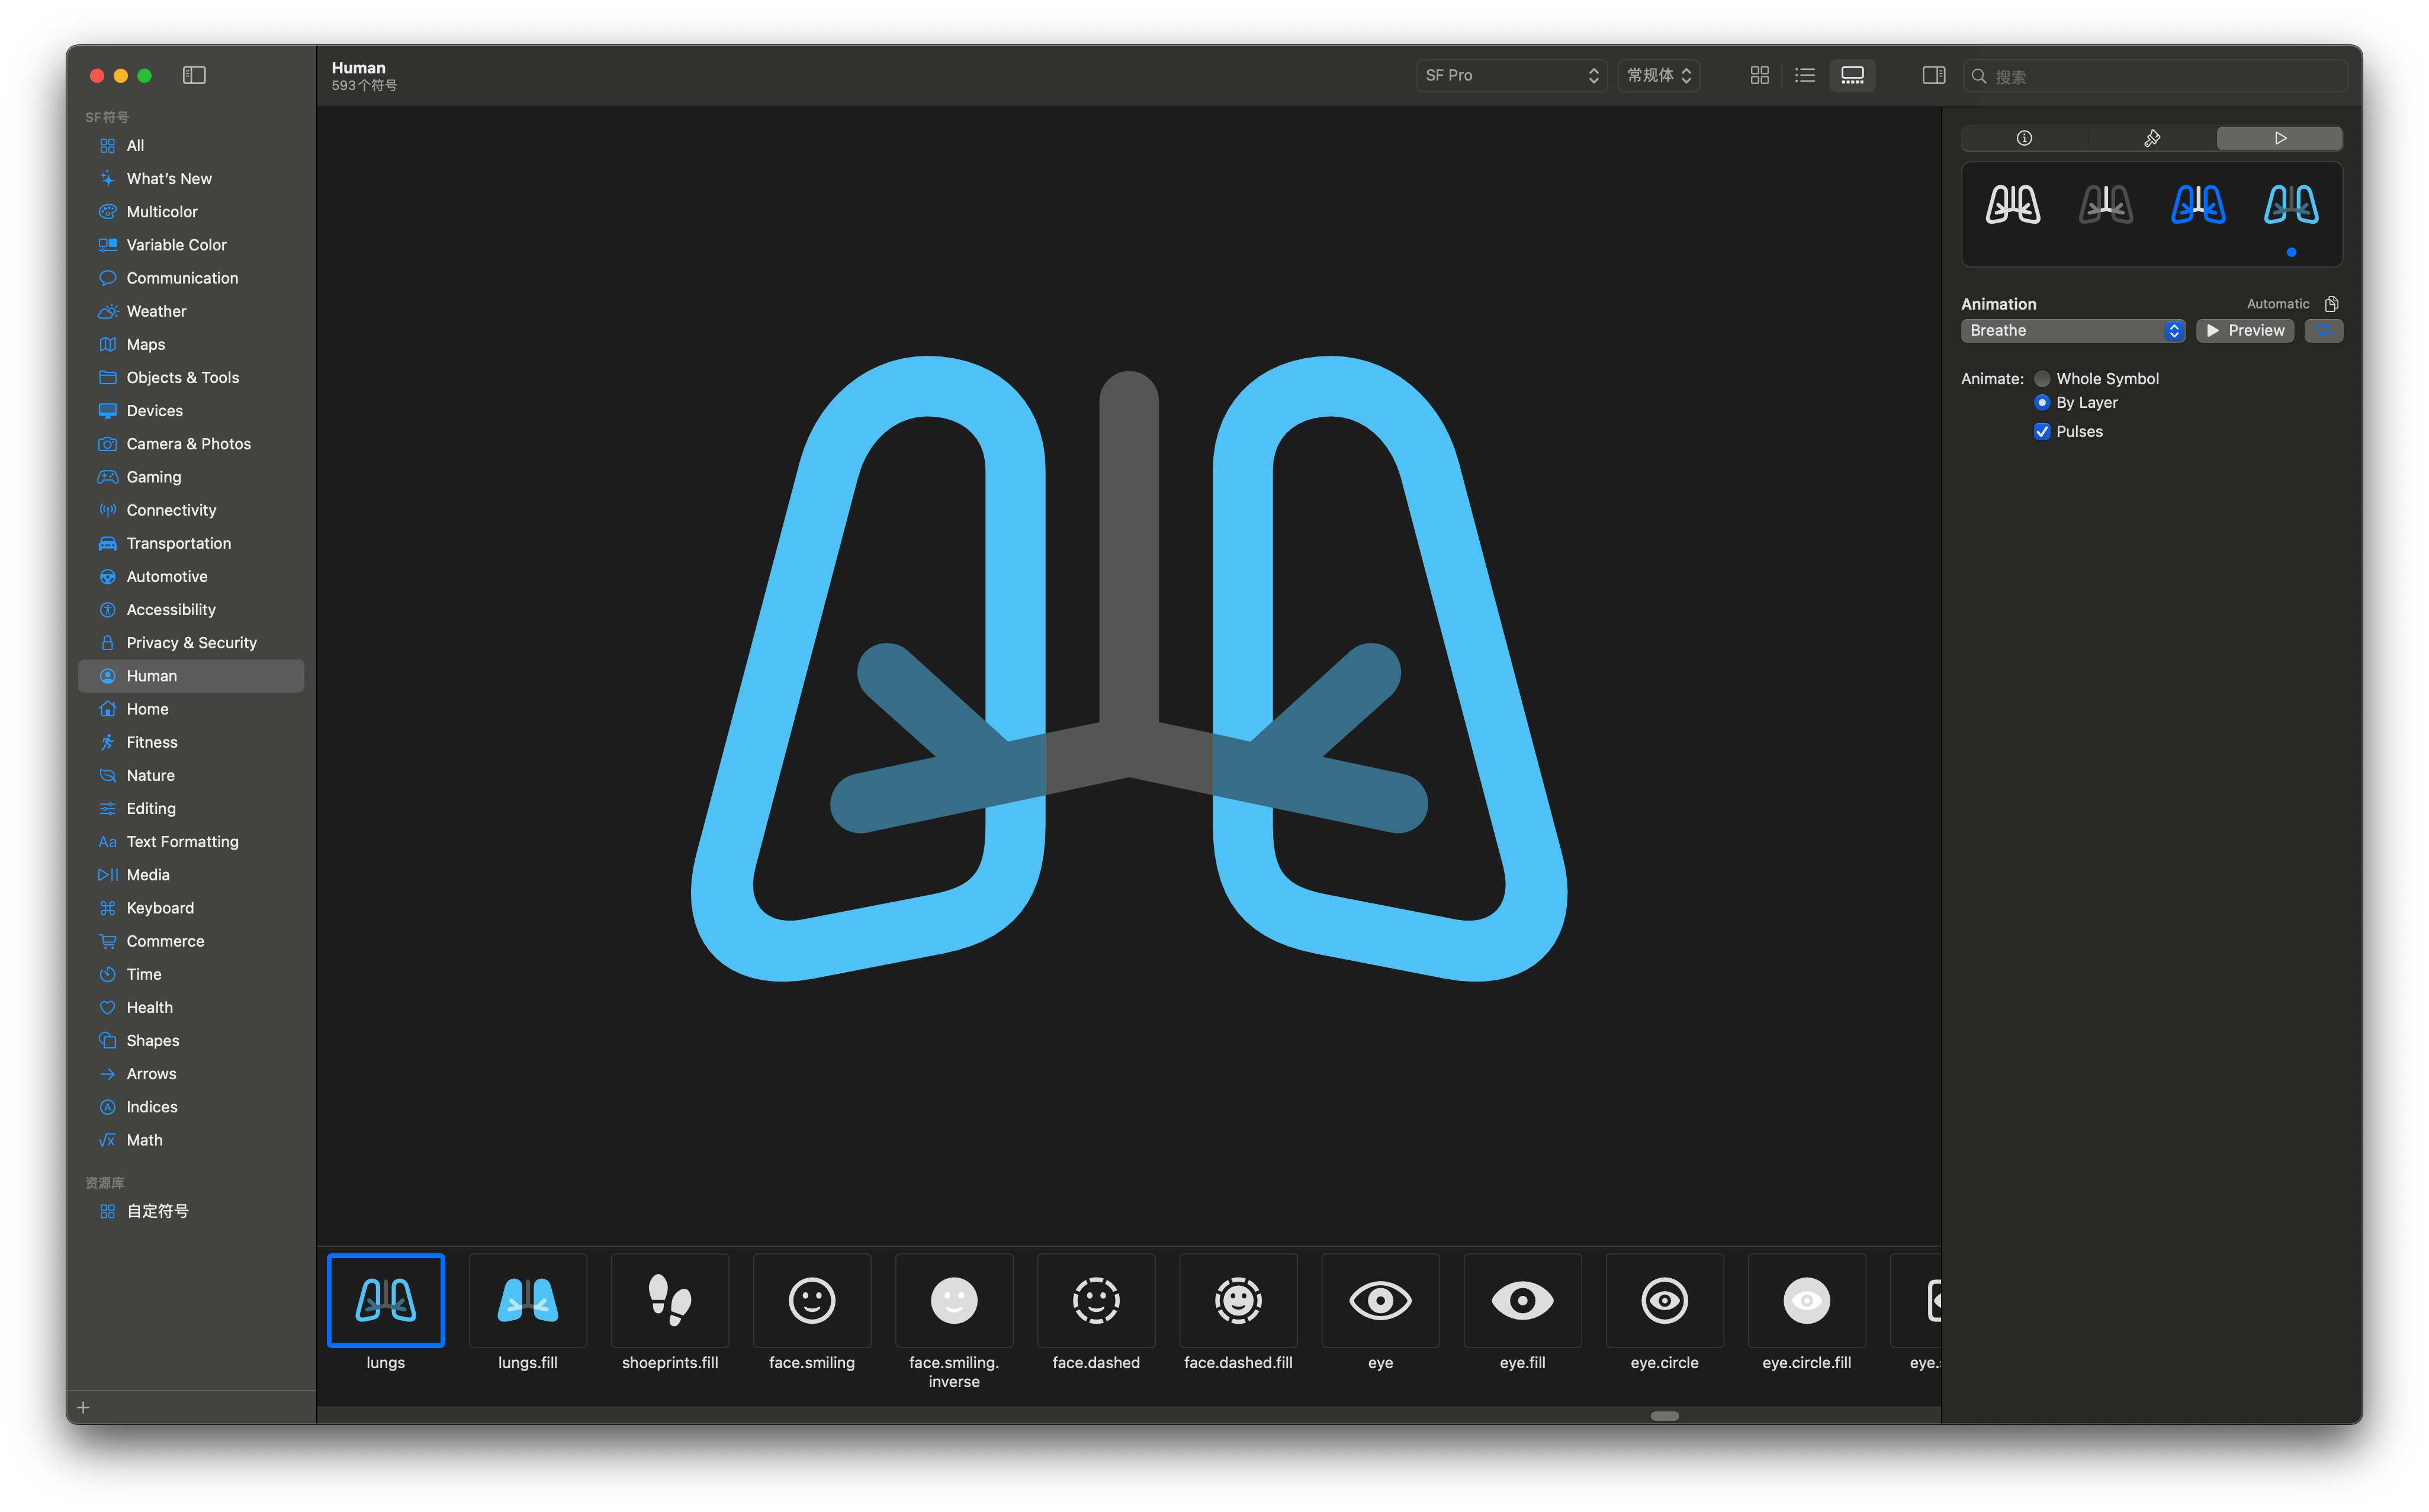 Human
593个符号
SF Pro
常规体
搜索
SF符号
All
What's New
Multicolor
Variable Color
Communication
Weather
Maps
Objects & Tools
Devices
Camera & Photos
Gaming
Connectivity
Transportation
Automotive
Accessibility
Privacy & Security
Human
Home
Fitness
Nature
Editing
Aa Text Formatting
Media
Keyboard
Commerce
Time
Health
Shapes
Arrows
A Indices
√x Math
资源库
自定符号
Animation
Automatic
Breathe
Preview
Animate:
Whole Symbol
By Layer
Pulses
lungs
lungs.fill
shoeprints.fill
face.smiling
face.smiling.
inverse
face.dashed
face.dashed.fill
eye
eye.fill
eye.circle
eye.circle.fill